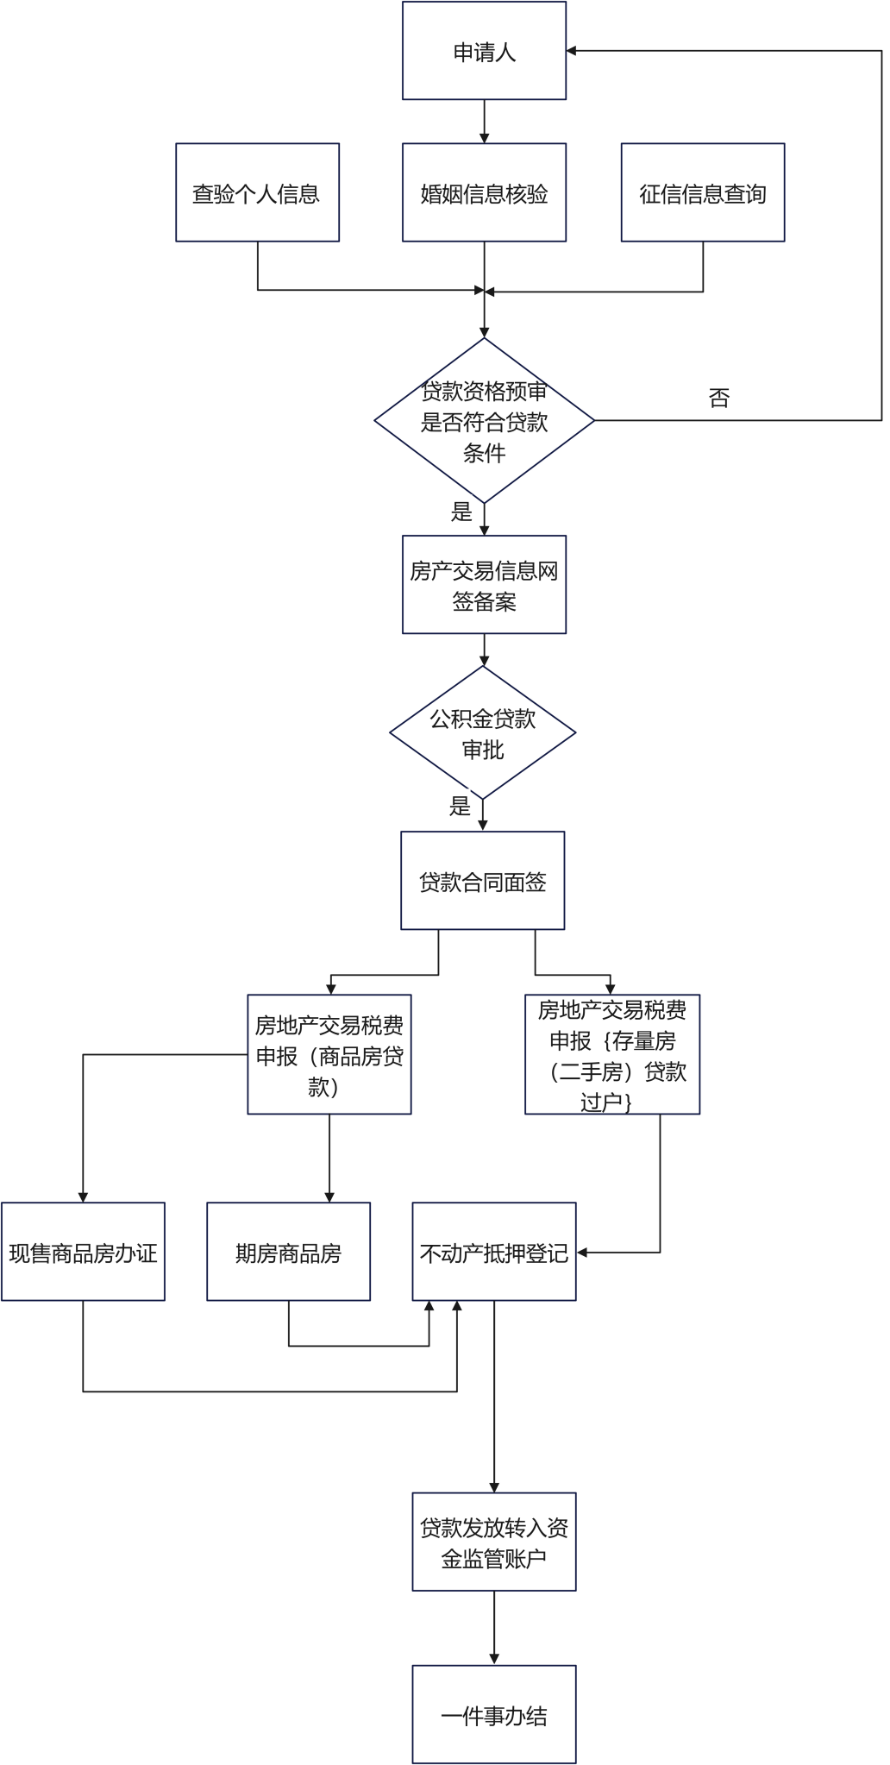 申请人
查验个人信息
婚姻信息核验
征信信息查询
贷款资格预审
是否符合贷款
条件
否
是
房产交易信息网
签备案
公积金贷款
审批
是
贷款合同面签
房地产交易税费
申报（商品房贷
款）
房地产交易税费
申报｛存量房
（二手房）贷款
过户｝
现售商品房办证
期房商品房
不动产抵押登记
贷款发放转入资
金监管账户
一件事办结